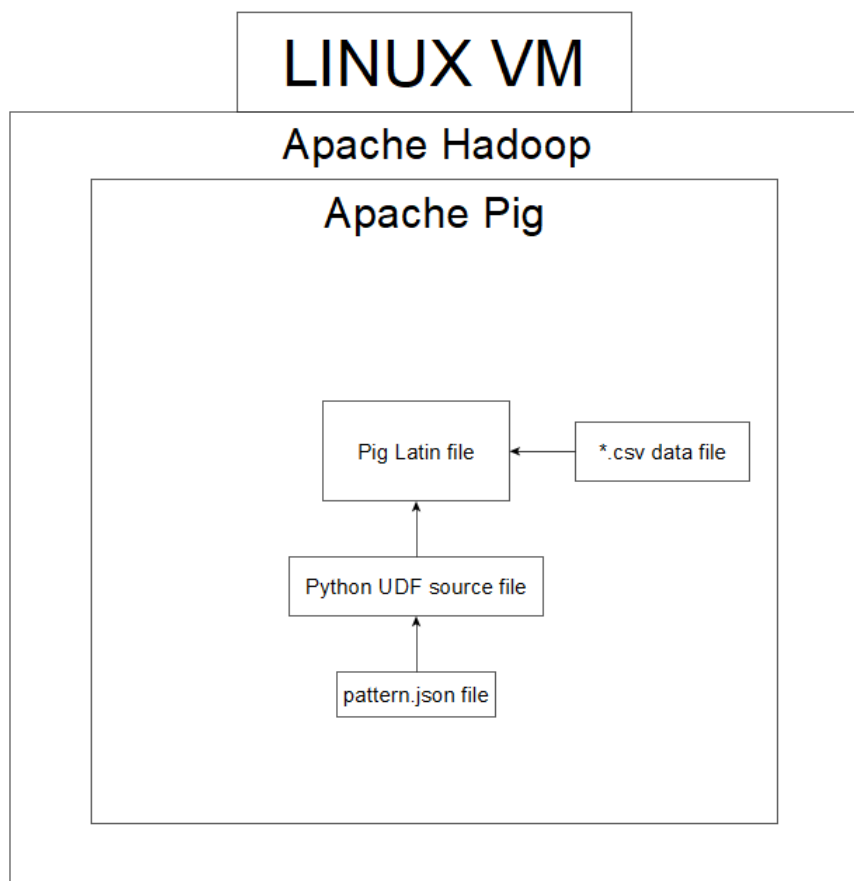 LINUX VM
Apache Hadoop
Apache Pig
Pig Latin file
*.csv data file
Python UDF source file
pattern.json file